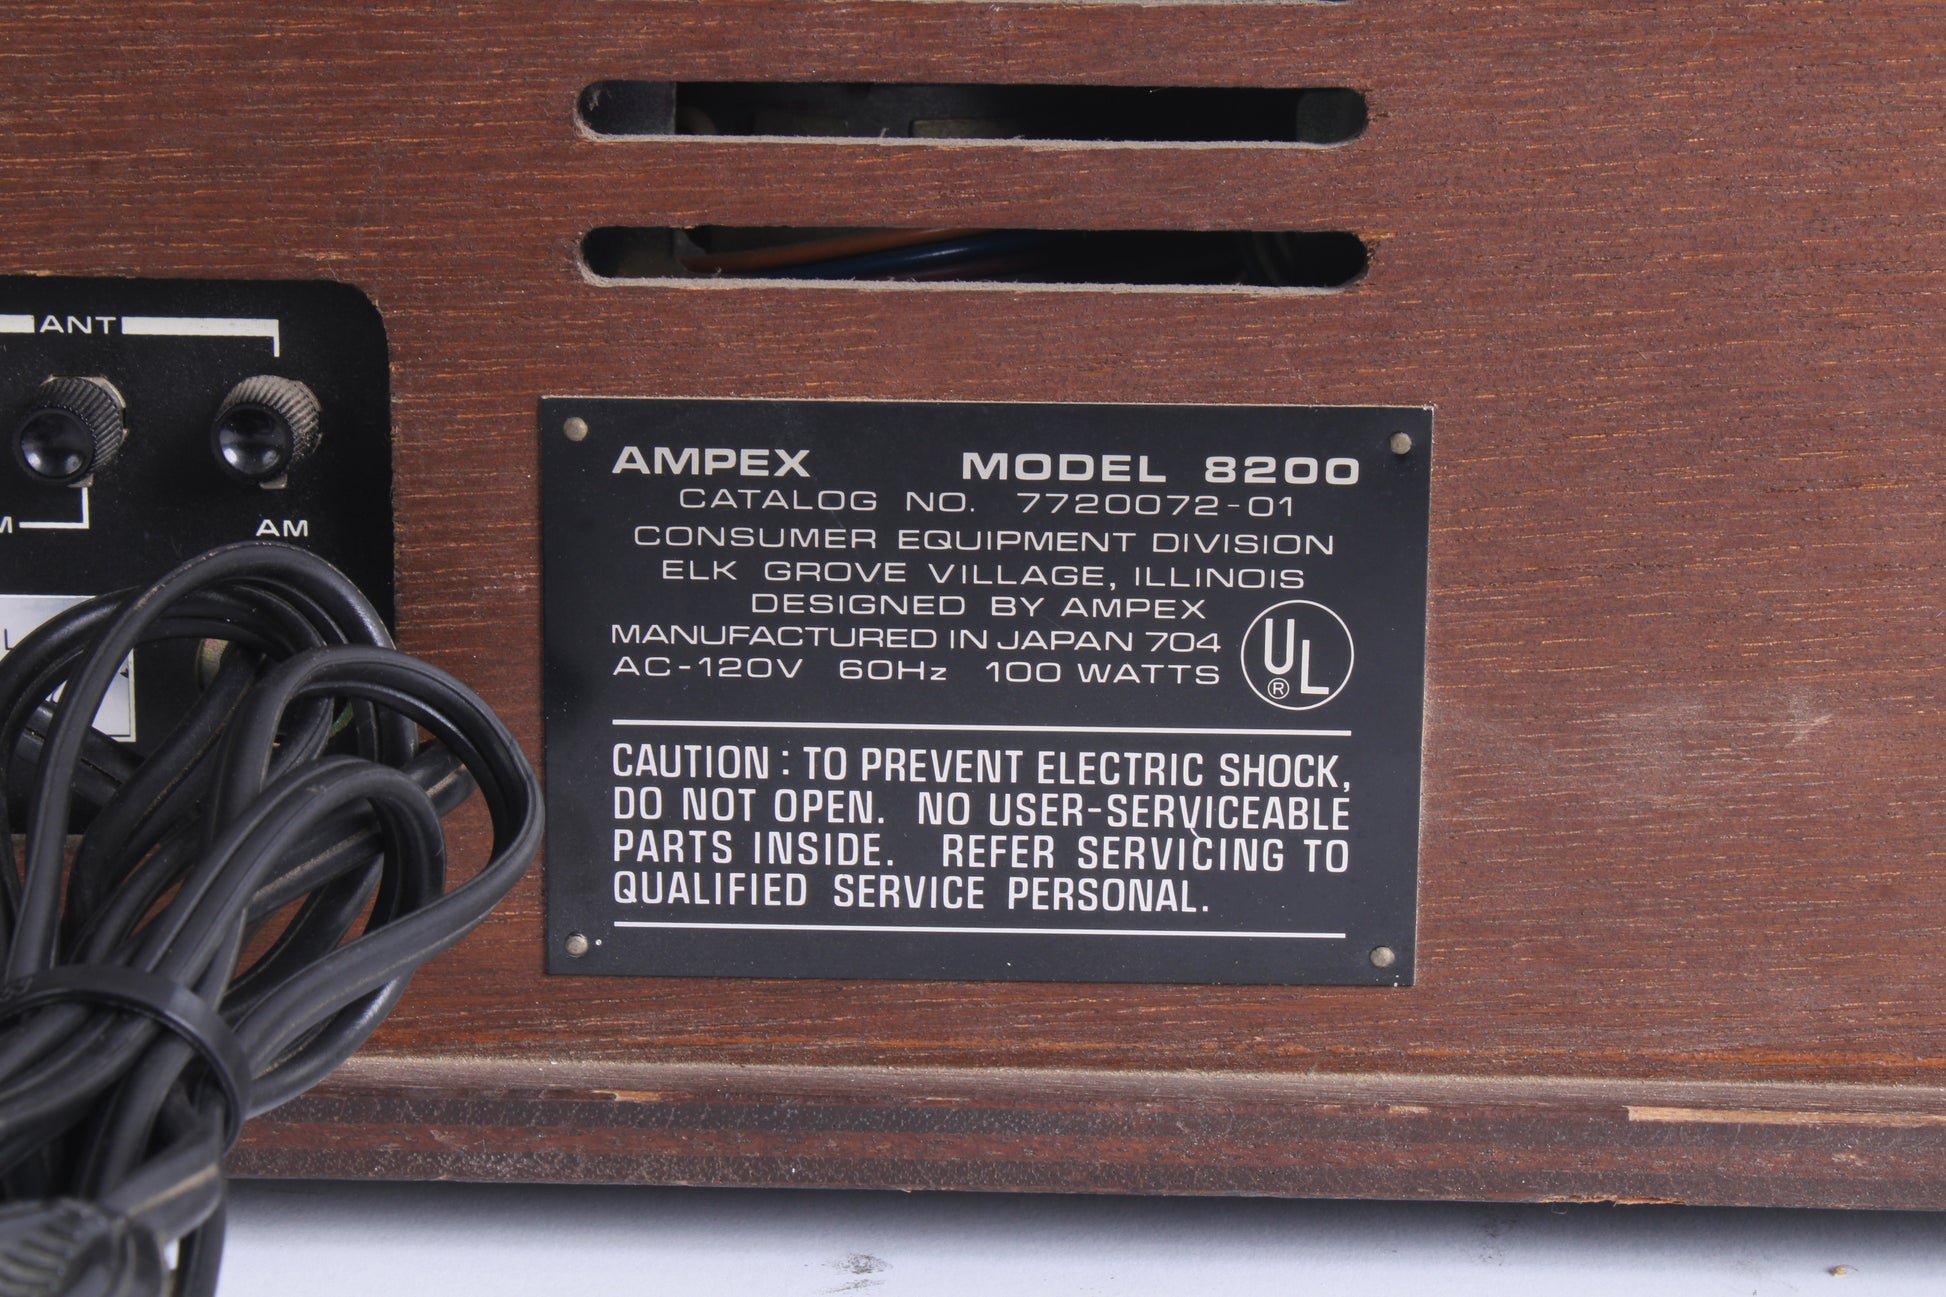 ANT
AM
AMPEX MODEL 8200
CATALOG NO. 7720072-01
CONSUMER EQUIPMENT DIVISION
ELK GROVE VILLAGE, ILLINOIS
DESIGNED BY AMPEX
MANUFACTURED IN JAPAN 704
AC-120V 60Hz 100 WATTS
UL
®
CAUTION : TO PREVENT ELECTRIC SHOCK,
DO NOT OPEN. NO USER-SERVICEABLE
PARTS INSIDE. REFER SERVICING TO
QUALIFIED SERVICE PERSONAL.